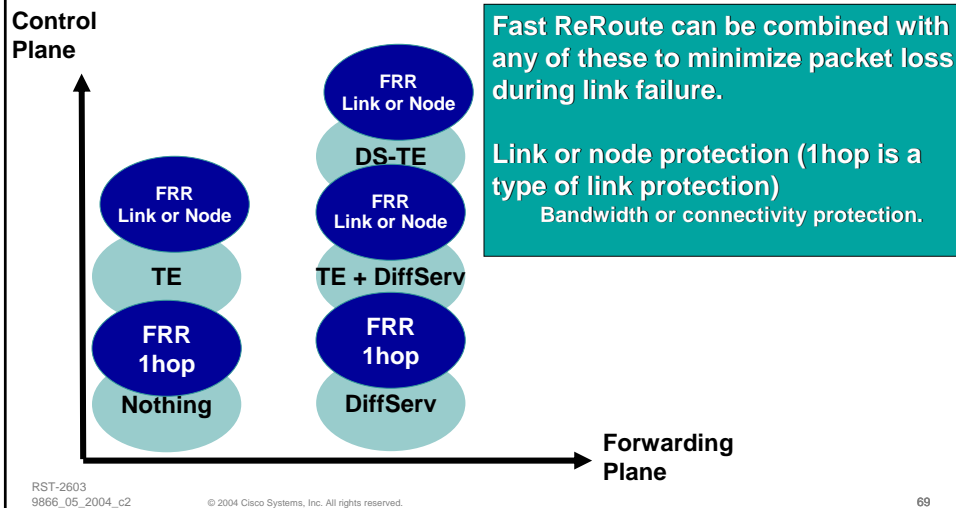 Control
Plane
Fast ReRoute can be combined with
any of these to minimize packet loss
during link failure.
Link or node protection (1hop is a
type of link protection)
Bandwidth or connectivity protection.
FRR
Link or Node
DS-TE
FRR
Link or Node
TE
FRR
Link or Node
TE + DiffServ
FRR
1hop
Nothing
FRR
1hop
DiffServ
Forwarding
Plane
RST-2603
9866_05_2004_c2
© 2004 Cisco Systems, Inc. All rights reserved.
69